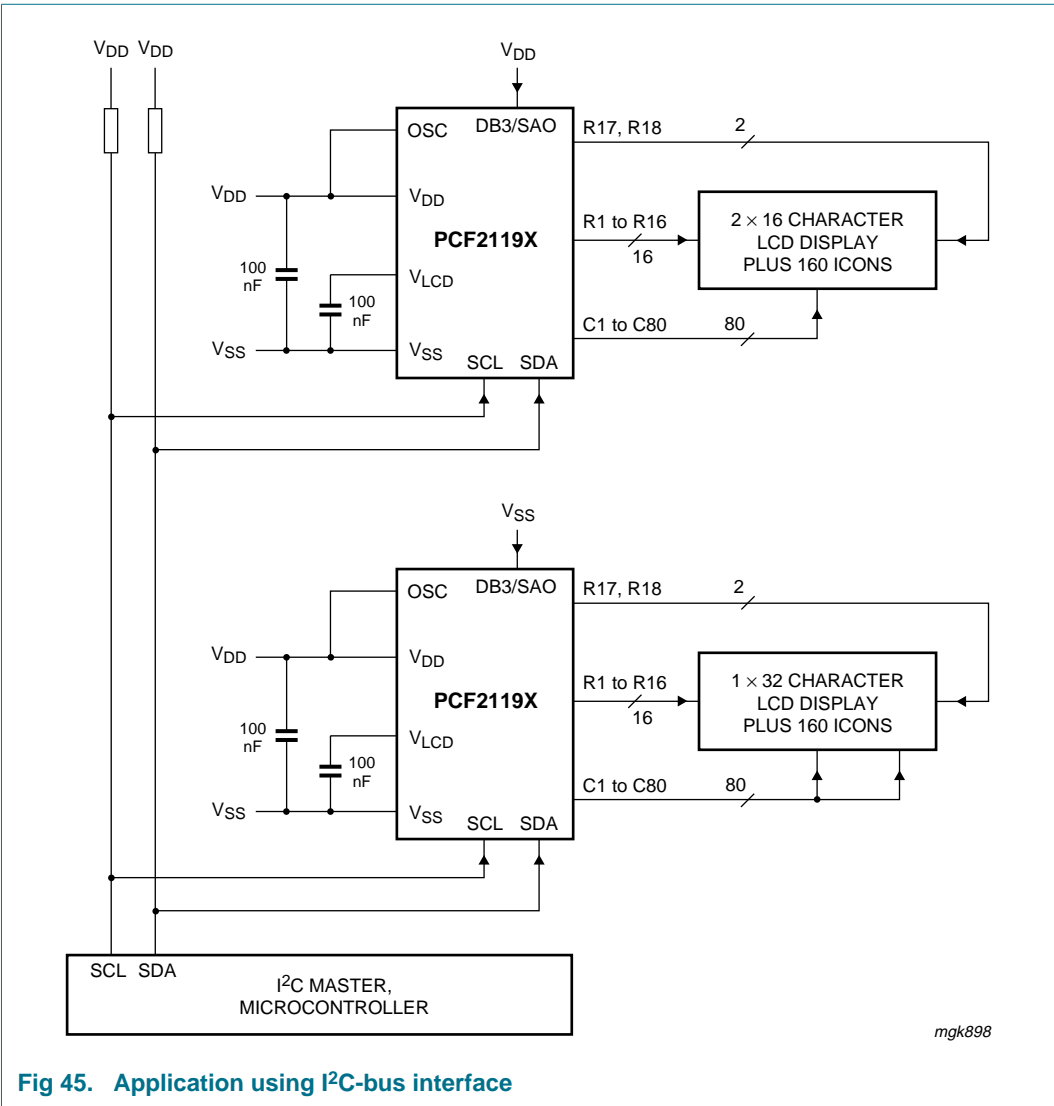 VDD VDD
VDD
OSC DB3/SAO
R17, R18 2
VDD VDD
R1 to R16
16
PCF2119X
2 × 16 CHARACTER
LCD DISPLAY
PLUS 160 ICONS
100
nF
VLCD
100
nF
C1 to C80 80
VSS VSS
SCL SDA
VSS
OSC DB3/SAO
R17, R18 2
VDD VDD
R1 to R16
16
PCF2119X
1 × 32 CHARACTER
LCD DISPLAY
PLUS 160 ICONS
100
nF
VLCD
100
nF
C1 to C80 80
VSS VSS
SCL SDA
SCL SDA
I²C MASTER,
MICROCONTROLLER
mgk898
Fig 45. Application using I²C-bus interface